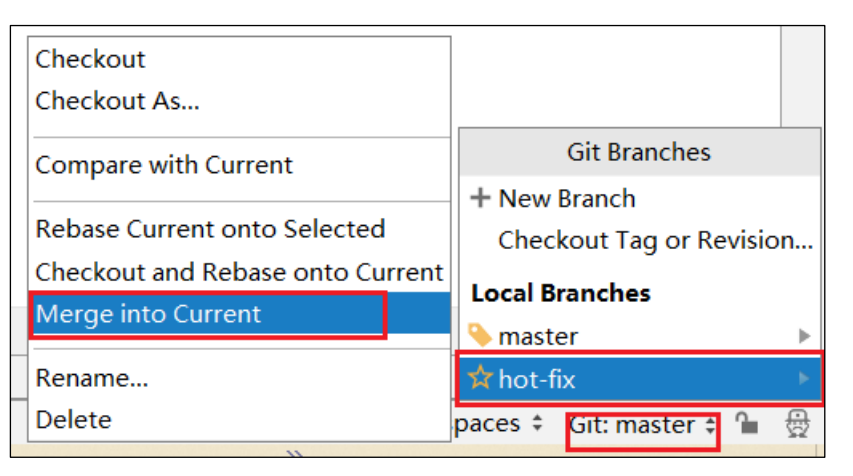 Checkout
Checkout As...
Compare with Current
Rebase Current onto Selected
Checkout and Rebase onto Current
Merge into Current
Rename...
Delete
Git Branches
+ New Branch
Checkout Tag or Revision...
Local Branches
master
hot-fix
paces
Git: master